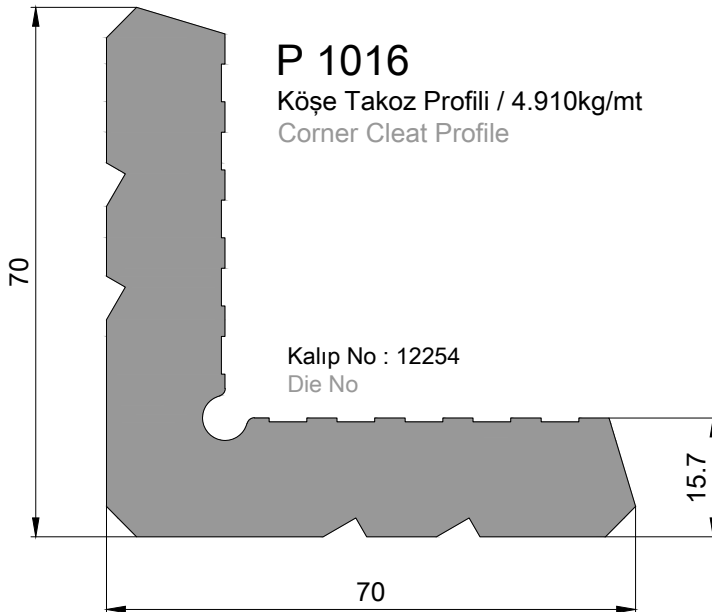 P 1016
Köşe Takoz Profili / 4.910kg/mt
Corner Cleat Profile
70
Kalıp No : 12254
Die No
15.7
70